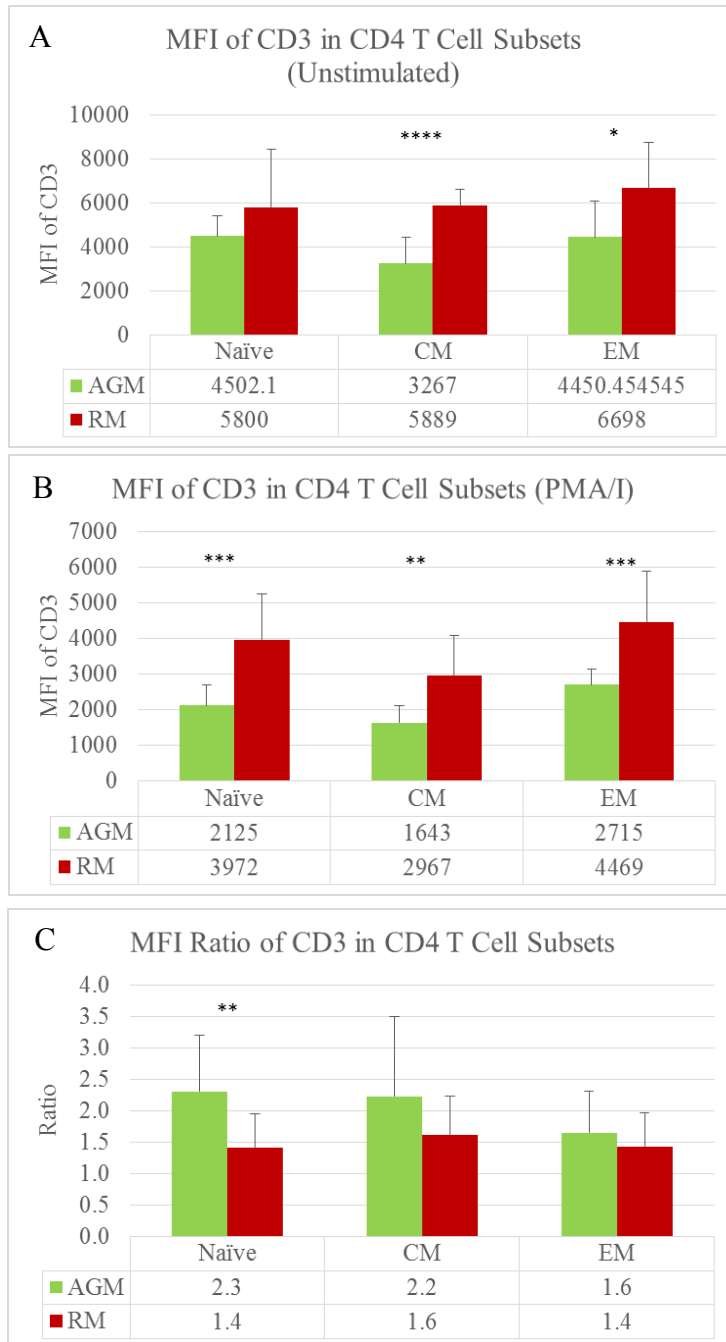 A
MFI of CD3 in CD4 T Cell Subsets
(Unstimulated)
MFI of CD3
10000
8000
6000
4000
2000
0
**** *
Naïve CM EM
AGM 4502.1 3267 4450.454545
RM 5800 5889 6698
B
MFI of CD3 in CD4 T Cell Subsets (PMA/I)
MFI of CD3
7000
6000
5000
4000
3000
2000
1000
0
*** ** ***
Naïve CM EM
AGM 2125 1643 2715
RM 3972 2967 4469
C
MFI Ratio of CD3 in CD4 T Cell Subsets
Ratio
4.0
3.5
3.0
2.5
2.0
1.5
1.0
0.5
0.0
**
Naïve CM EM
AGM 2.3 2.2 1.6
RM 1.4 1.6 1.4